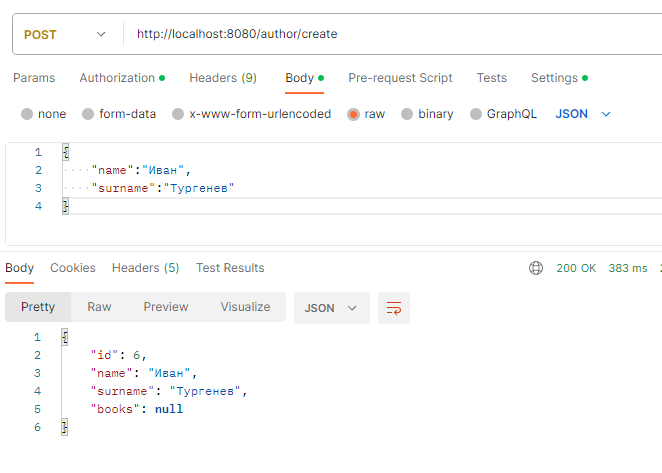 POST http://localhost:8080/author/create
Params Authorization Headers (9) Body Pre-request Script Tests Settings
none form-data x-www-form-urlencoded raw binary GraphQL JSON
1 {
2 ····"name":"Иван",
3 ····"surname":"Тургенев"
4 }
Body Cookies Headers (5) Test Results 200 OK 383 ms
Pretty Raw Preview Visualize JSON
1 {
2 "id": 6,
3 "name": "Иван",
4 "surname": "Тургенев",
5 "books": null
6 }